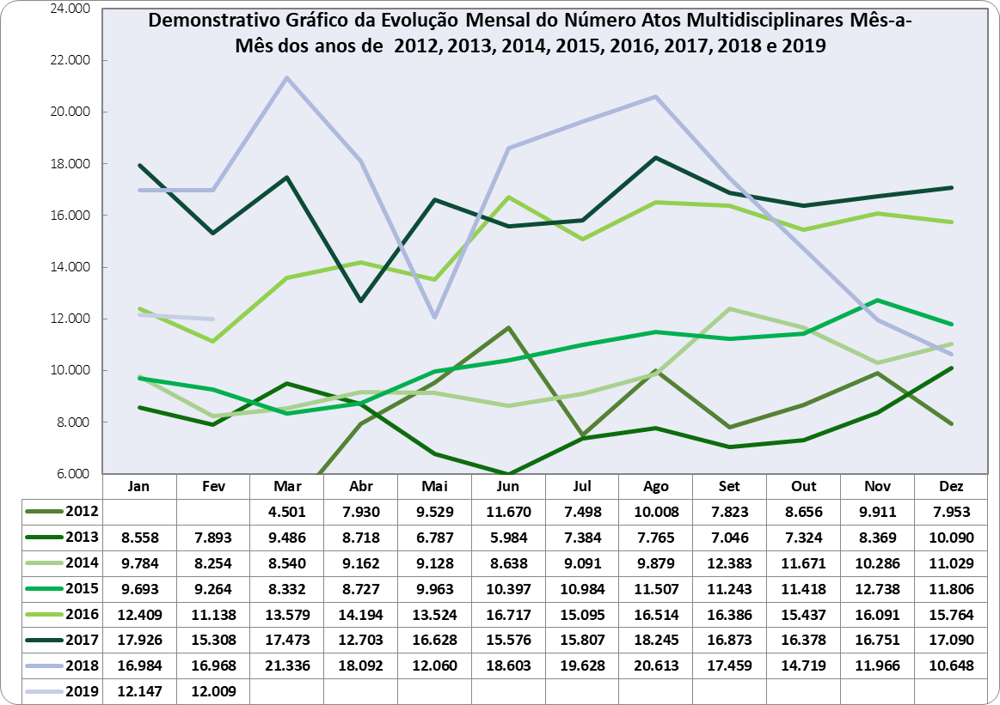 Demonstrativo Gráfico da Evolução Mensal do Número Atos Multidisciplinares Mês-a-
Mês dos anos de 2012, 2013, 2014, 2015, 2016, 2017, 2018 e 2019
24.000
22.000
20.000
18.000
16.000
14.000
12.000
10.000
8.000
6.000
Jan Fev Mar Abr Mai Jun Jul Ago Set Out Nov Dez
2012 4.501 7.930 9.529 11.670 7.498 10.008 7.823 8.656 9.911 7.953
2013 8.558 7.893 9.486 8.718 6.787 5.984 7.384 7.765 7.046 7.324 8.369 10.090
2014 9.784 8.254 8.540 9.162 9.128 8.638 9.091 9.879 12.383 11.671 10.286 11.029
2015 9.693 9.264 8.332 8.727 9.963 10.397 10.984 11.507 11.243 11.418 12.738 11.806
2016 12.409 11.138 13.579 14.194 13.524 16.717 15.095 16.514 16.386 15.437 16.091 15.764
2017 17.926 15.308 17.473 12.703 16.628 15.576 15.807 18.245 16.873 16.378 16.751 17.090
2018 16.984 16.968 21.336 18.092 12.060 18.603 19.628 20.613 17.459 14.719 11.966 10.648
2019 12.147 12.009